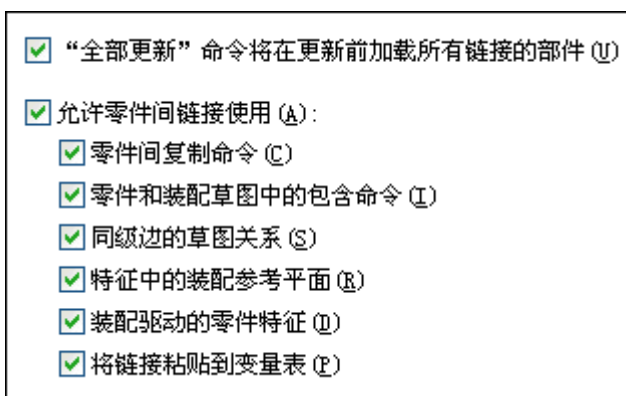 “全部更新”命令将在更新前加载所有链接的部件(U)
允许零件间链接使用(A):
零件间复制命令(C)
零件和装配草图中的包含命令(I)
同级边的草图关系(S)
特征中的装配参考平面(R)
装配驱动的零件特征(D)
将链接粘贴到变量表(P)